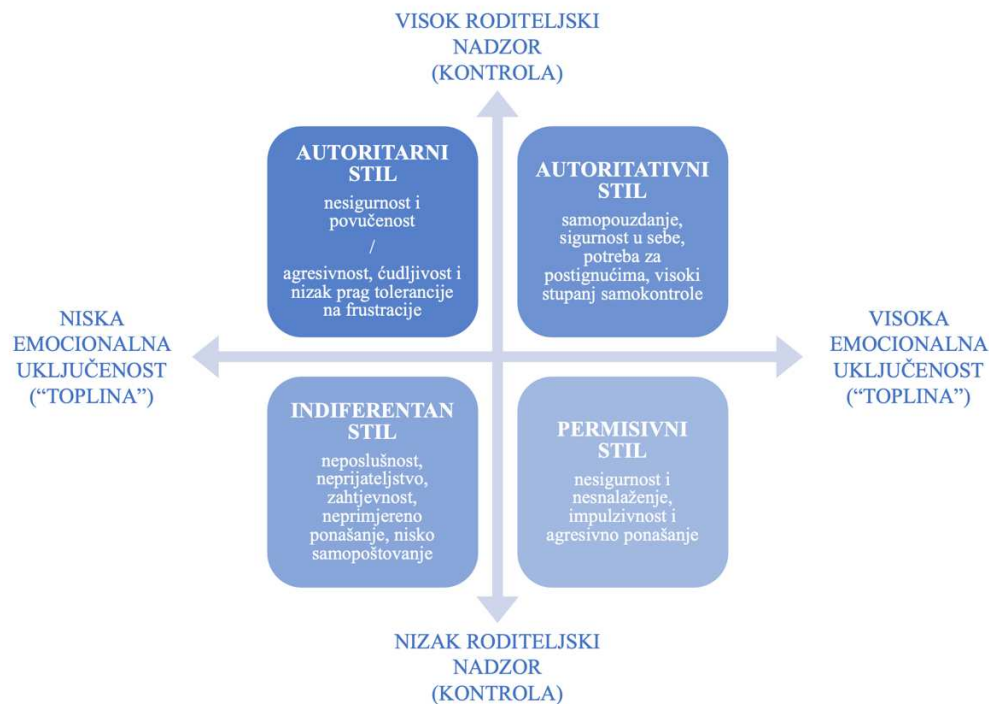 VISOK RODITELJSKI
NADZOR
(KONTROLA)
AUTORITARNI
STIL
nesigurnost i
povučenost
/
agresivnost, ćudljivost i
nizak prag tolerancije
na frustracije
AUTORITATIVNI
STIL
samopouzdanje,
sigurnost u sebe,
potreba za
postignućima, visoki
stupanj samokontrole
NISKA
EMOCIONALNA
UKLJUČENOST
(“TOPLINA”)
VISOKA
EMOCIONALNA
UKLJUČENOST
(“TOPLINA”)
INDIFERENTAN
STIL
neposlušnost,
neprijateljstvo,
zahtjevnost,
neprimjereno
ponašanje, nisko
samopoštovanje
PERMISIVNI
STIL
nesigurnost i
nesnalaženje,
impulzivnost i
agresivno ponašanje
NIZAK RODITELJSKI
NADZOR
(KONTROLA)